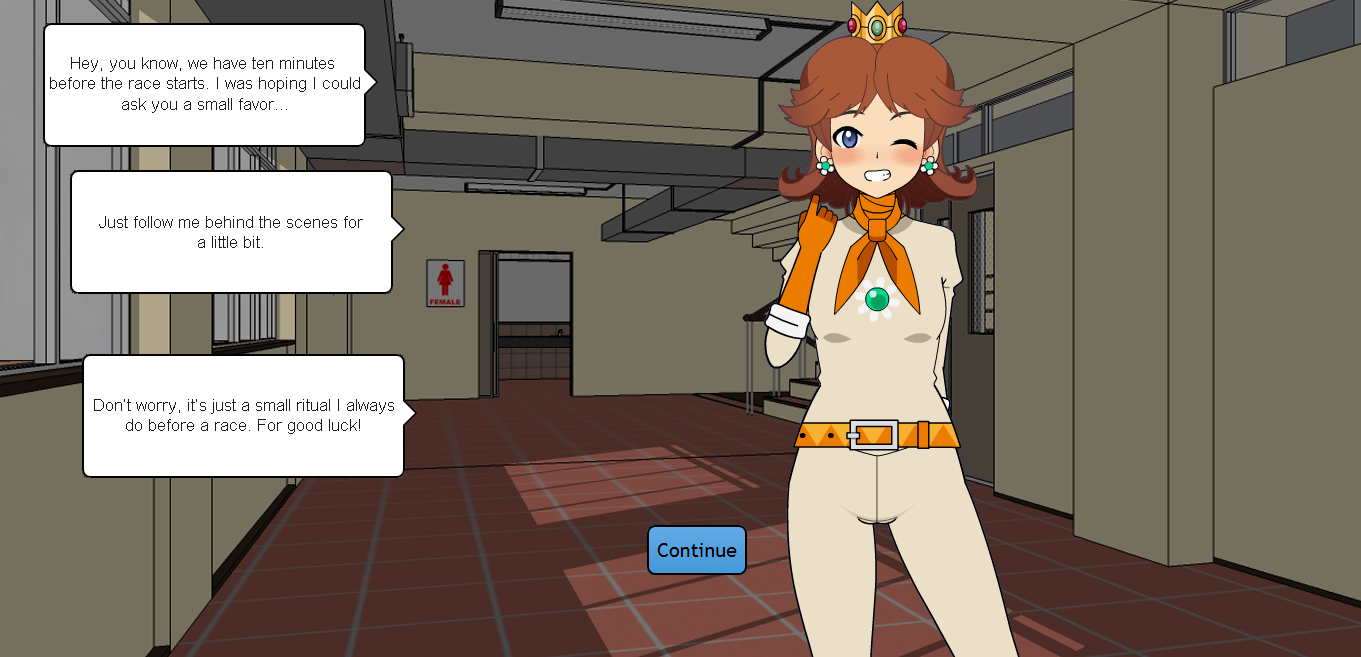 Hey, you know, we have ten minutes
before the race starts. I was hoping I could
ask you a small favor...
Just follow me behind the scenes for
a little bit.
FEMALE
Don't worry, it's just a small ritual I always
do before a race. For good luck!
Continue